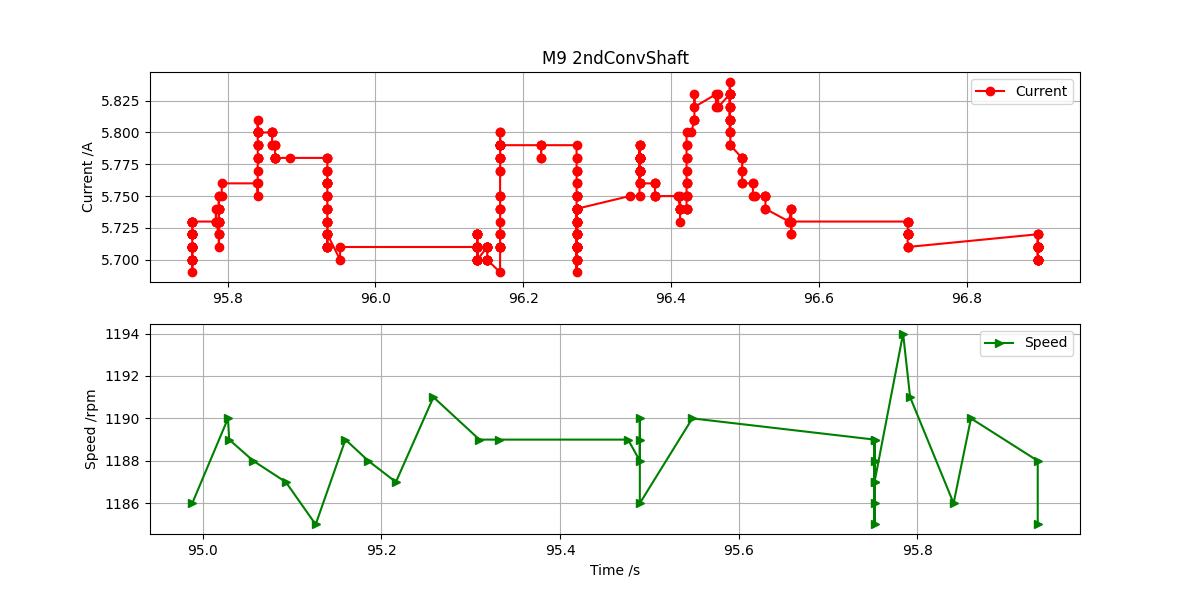 M9 2ndConvShaft
Current /A
5.825
5.800
5.775
5.750
5.725
5.700
Current
95.8 96.0 96.2 96.4 96.6 96.8
Speed /rpm
1194
1192
1190
1188
1186
Speed
95.0 95.2 95.4 95.6 95.8
Time /s